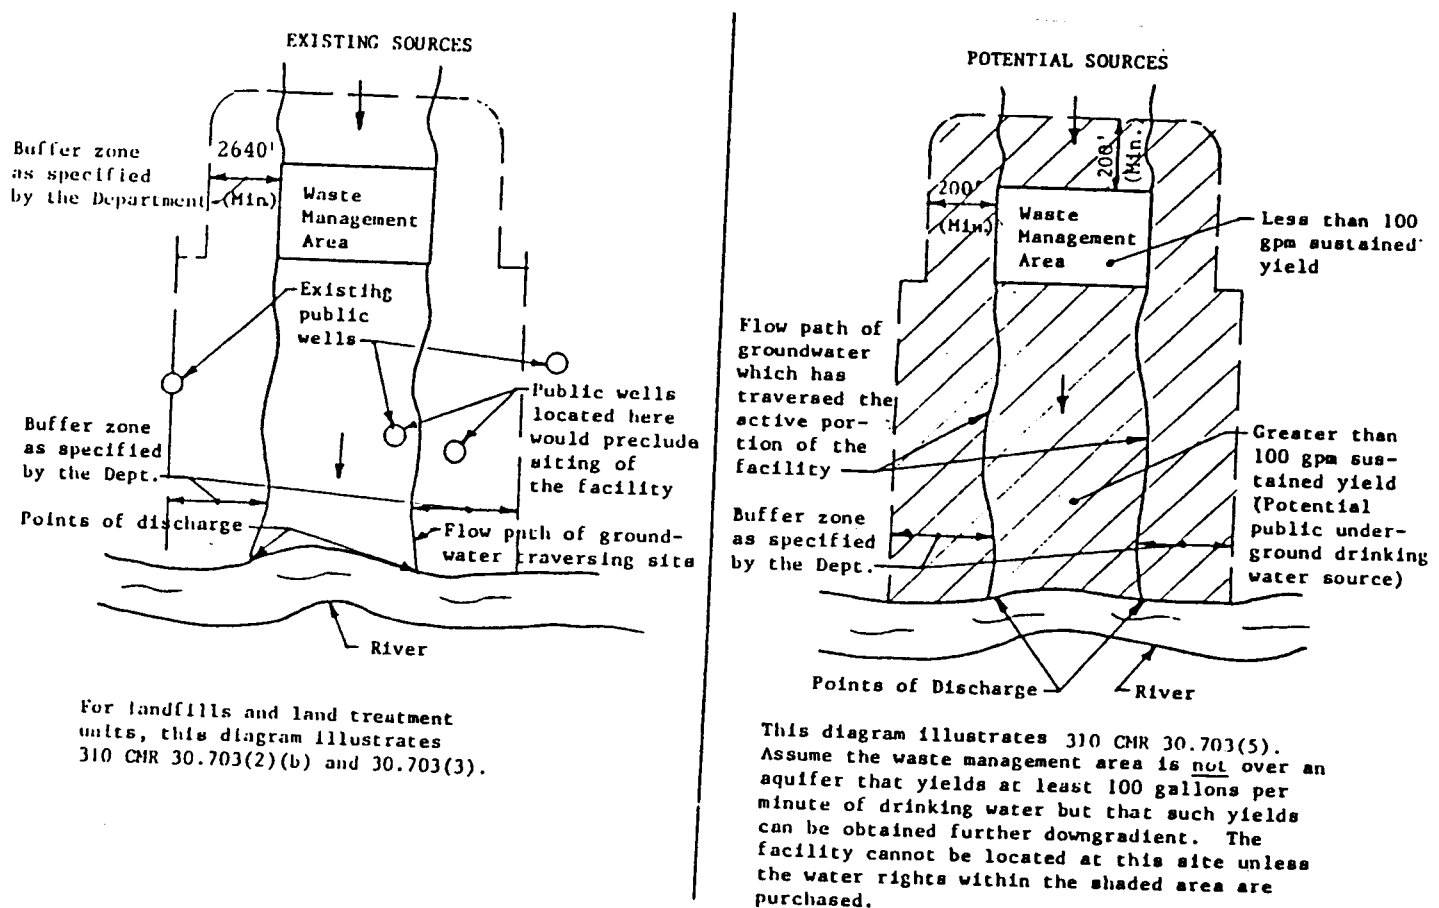 EXISTING SOURCES
Buffer zone
as specified
by the Department
2640'
(Min)
Waste
Management
Area
Existing
public
wells
Public wells
located here
would preclude
siting of
the facility
Buffer zone
as specified
by the Dept.
Points of discharge
Flow path of ground-
water traversing site
River
For landfills and land treatment
units, this diagram illustrates
310 CMR 30.703(2)(b) and 30.703(3).
POTENTIAL SOURCES
200'
(Min.)
200'
(Min.)
Waste
Management
Area
Less than 100
gpm sustained
yield
Flow path of
groundwater
which has
traversed the
active por-
tion of the
facility
Greater than
100 gpm sus-
tained yield
(Potential
public under-
ground drinking
water source)
Buffer zone
as specified
by the Dept.
Points of Discharge
River
This diagram illustrates 310 CMR 30.703(5).
Assume the waste management area is not over an
aquifer that yields at least 100 gallons per
minute of drinking water but that such yields
can be obtained further downgradient. The
facility cannot be located at this site unless
the water rights within the shaded area are
purchased.